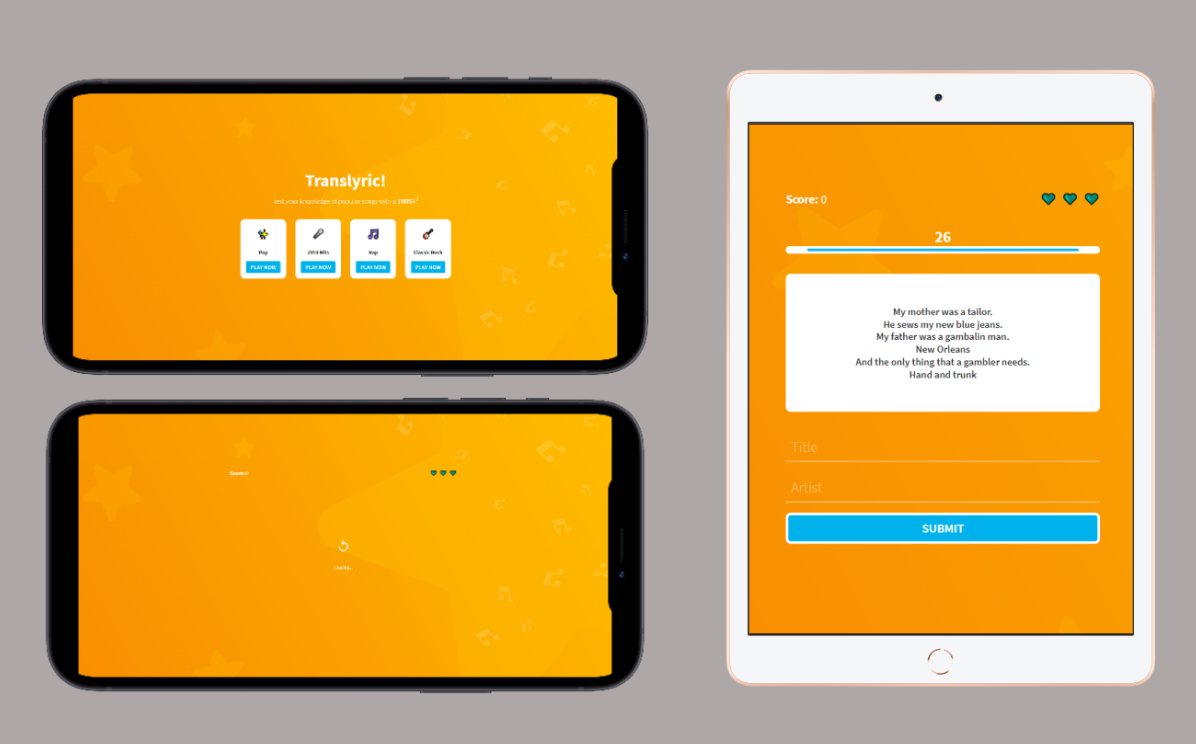 Translyric!
Test your knowledge of popular songs with a TWIST!
Pop
Rap
Classic Rock
PLAY NOW
PLAY NOW
PLAY NOW
PLAY NOW
Score: 0
Loading...
Score: 0
26
My mother was a tailor.
He sews my new blue jeans.
My father was a gambalin man.
New Orleans
And the only thing that a gambler needs.
Hand and trunk
Title
Artist
SUBMIT